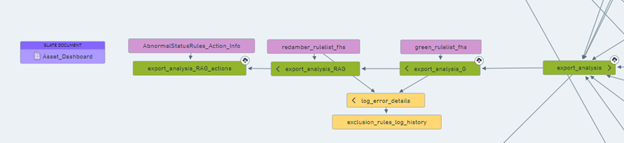 SLATE DOCUMENT
Asset_Dashboard
AbnormalStatusRules_Action_Info
redamber_rulelist_fhs
green_rulelist_fhs
export_analysis_RAG_actions
export_analysis_RAG
export_analysis_G
export_analysis
log_error_details
exclusion_rules_log_history